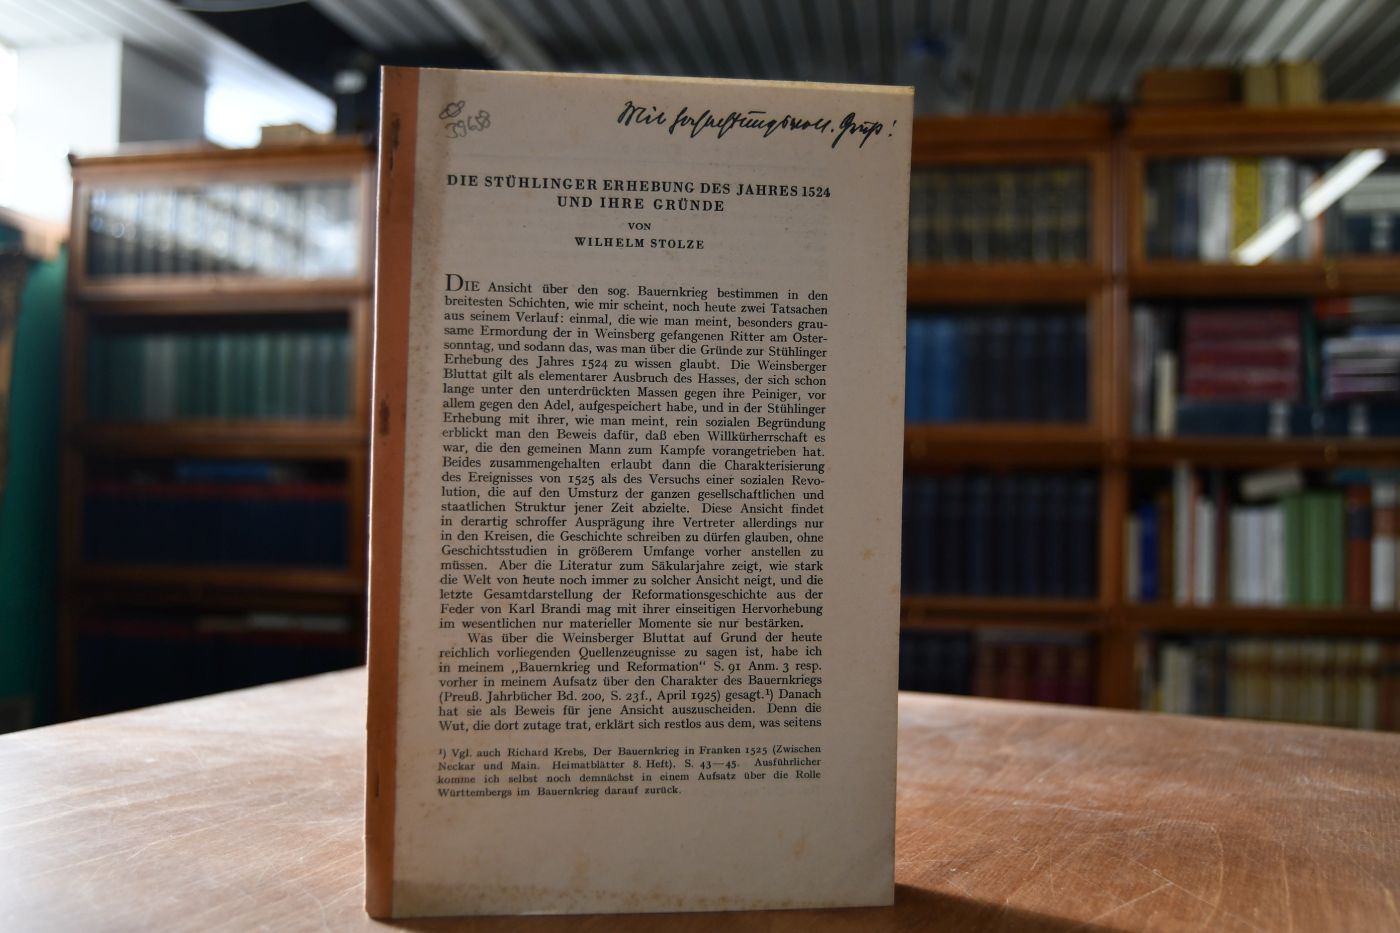 39658
Mit hochachtungsvoll. Gruß!
DIE STÜHLINGER ERHEBUNG DES JAHRES 1524
UND IHRE GRÜNDE
VON
WILHELM STOLZE
DIE Ansicht über den sog. Bauernkrieg bestimmen in den
breitesten Schichten, wie mir scheint, noch heute zwei Tatsachen
aus seinem Verlauf: einmal, die wie man meint, besonders grau-
same Ermordung der in Weinsberg gefangenen Ritter am Oster-
sonntag, und sodann das, was man über die Gründe zur Stühlinger
Erhebung des Jahres 1524 zu wissen glaubt. Die Weinsberger
Bluttat gilt als elementarer Ausbruch des Hasses, der sich schon
lange unter den unterdrückten Massen gegen ihre Peiniger, vor
allem gegen den Adel, aufgespeichert habe, und in der Stühlinger
Erhebung mit ihrer, wie man meint, rein sozialen Begründung
erblickt man den Beweis dafür, daß eben Willkürherrschaft es
war, die den gemeinen Mann zum Kampfe vorangetrieben hat.
Beides zusammengehalten erlaubt dann die Charakterisierung
des Ereignisses von 1525 als des Versuchs einer sozialen Revo-
lution, die auf den Umsturz der ganzen gesellschaftlichen und
staatlichen Struktur jener Zeit abzielte. Diese Ansicht findet
in derartig schroffer Ausprägung ihre Vertreter allerdings nur
in den Kreisen, die Geschichte schreiben zu dürfen glauben, ohne
Geschichtsstudien in größerem Umfange vorher anstellen zu
müssen. Aber die Literatur zum Säkularjahre zeigt, wie stark
die Welt von heute noch immer zu solcher Ansicht neigt, und die
letzte Gesamtdarstellung der Reformationsgeschichte aus der
Feder von Karl Brandi mag mit ihrer einseitigen Hervorhebung
im wesentlichen nur materieller Momente sie nur bestärken.
Was über die Weinsberger Bluttat auf Grund der heute
reichlich vorliegenden Quellenzeugnisse zu sagen ist, habe ich
in meinem „Bauernkrieg und Reformation“ S. 91 Anm. 3 resp.
vorher in meinem Aufsatz über den Charakter des Bauernkriegs
(Preuß. Jahrbücher Bd. 200, S. 23f., April 1925) gesagt.¹) Danach
hat sie als Beweis für jene Ansicht auszuscheiden. Denn die
Wut, die dort zutage trat, erklärt sich restlos aus dem, was seitens
¹) Vgl. auch Richard Krebs, Der Bauernkrieg in Franken 1525 (Zwischen
Neckar und Main. Heimatblätter 8. Heft). S. 43—45. Ausführlicher
komme ich selbst noch demnächst in einem Aufsatz über die Rolle
Württembergs im Bauernkrieg darauf zurück.